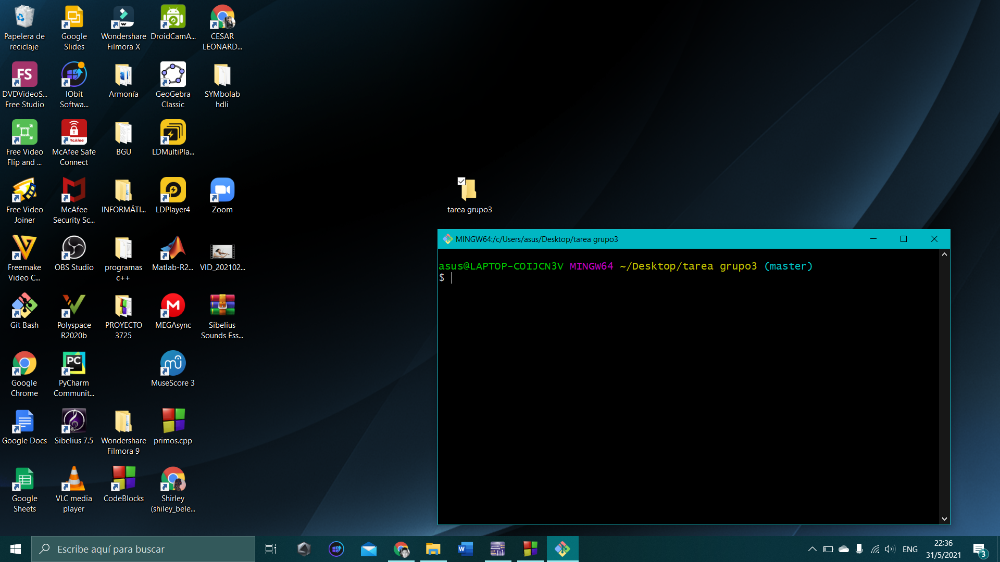 Papelera de
reciclaje
Google
Slides
Wondershare
Filmora X
DroidCamA...
CESAR
LEONARD...
FS
DVDVideoS...
Free Studio
IObit
Softwa...
Armonía
GeoGebra
Classic
SYMbolab
hdli
Free Video
Flip and ...
McAfee
McAfee Safe
Connect
BGU
LDMultiPla...
Free Video
Joiner
McAfee
Security Sc...
INFORMÁTI...
LDPlayer4
Zoom
tarea grupo3
Freemake
Video C...
OBS Studio
programas
c++
Matlab-R2...
VID_202102...
Git Bash
Polyspace
R2020b
PROYECTO
3725
MEGAsync
Sibelius
Sounds Ess...
Google
Chrome
PC
PyCharm
Communit...
MuseScore 3
Google Docs
Sibelius 7.5
Wondershare
Filmora 9
primos.cpp
Google
Sheets
VLC media
player
CodeBlocks
Shirley
(shiley_bele...
MINGW64:/c/Users/asus/Desktop/tarea grupo3
asus@LAPTOP-COIJCN3V MINGW64 ~/Desktop/tarea grupo3 (master)
$
Escribe aquí para buscar
ENG
22:36
31/5/2021
3